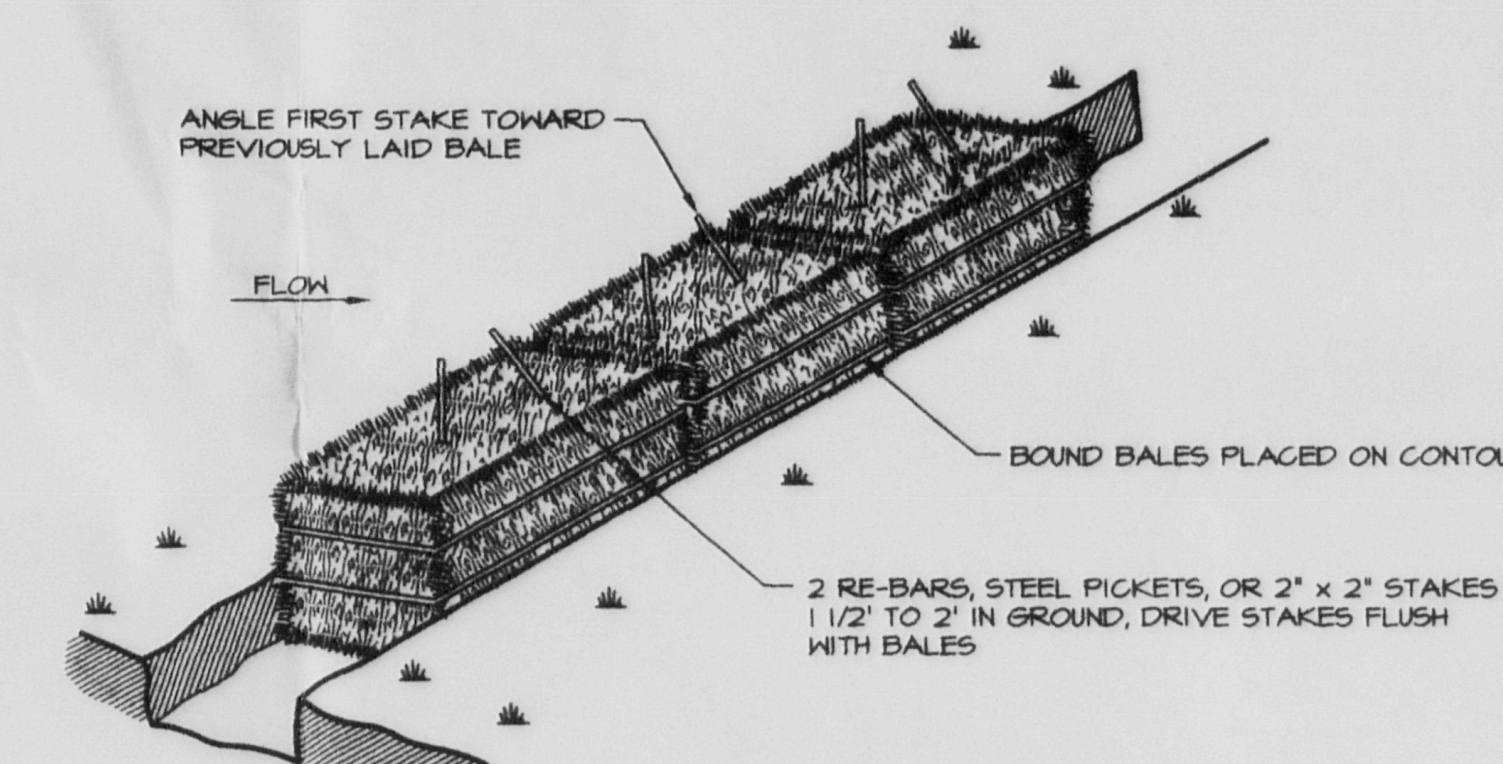 ANGLE FIRST STAKE TOWARD
PREVIOUSLY LAID BALE
FLOW
BOUND BALES PLACED ON
2 RE-BARS, STEEL PICKETS, OR 2" x 2" STAKES
1 1/2' TO 2' IN GROUND, DRIVE STAKES FLUSH
WITH BALES